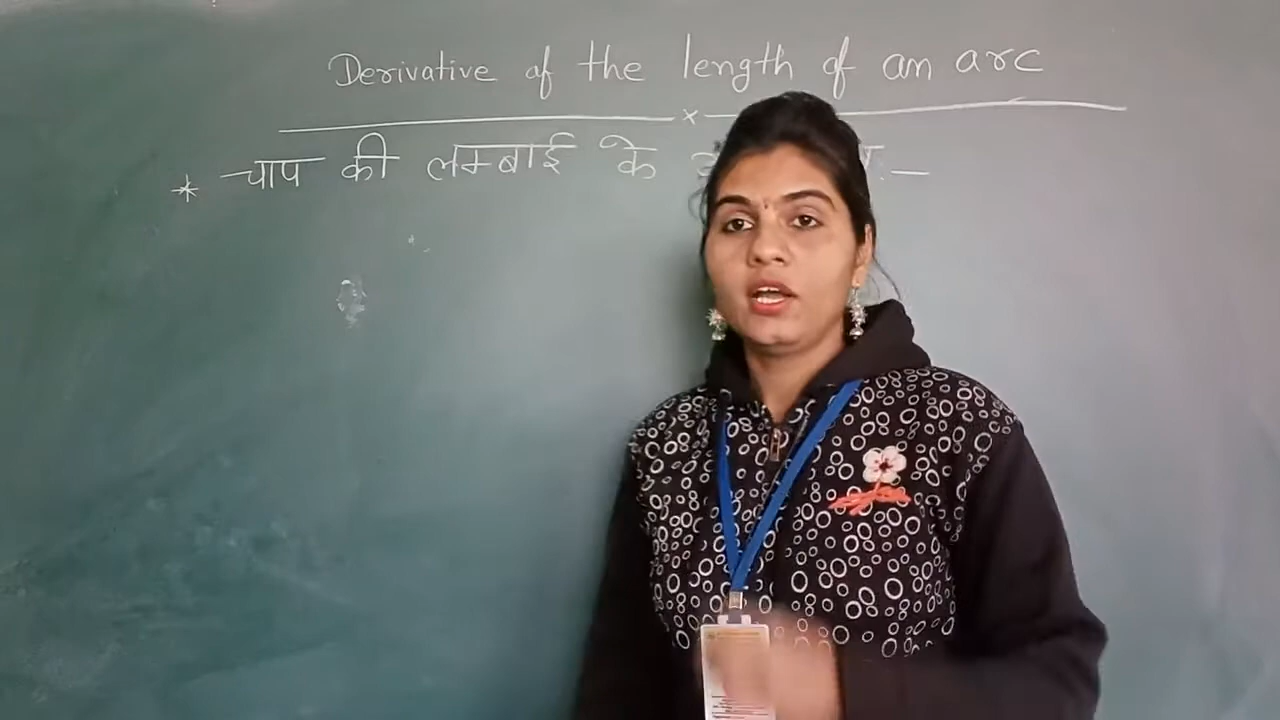 Derivative of the length of an arc
* चाप की लम्बाई के :-